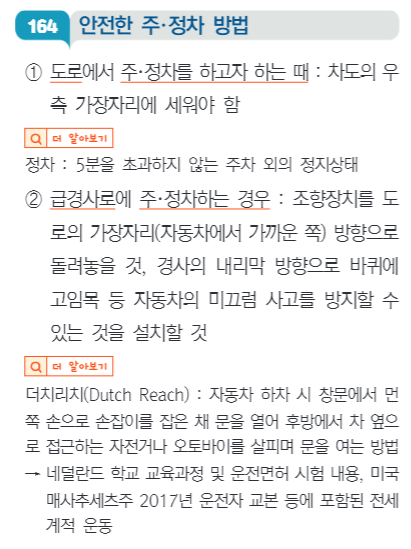 164 안전한 주·정차 방법
① 도로에서 주·정차를 하고자 하는 때 : 차도의 우
측 가장자리에 세워야 함
더 알아보기
정차 : 5분을 초과하지 않는 주차 외의 정지상태
② 급경사로에 주·정차하는 경우 : 조향장치를 도
로의 가장자리(자동차에서 가까운 쪽) 방향으로
돌려놓을 것, 경사의 내리막 방향으로 바퀴에
고임목 등 자동차의 미끄럼 사고를 방지할 수
있는 것을 설치할 것
더 알아보기
더치리치(Dutch Reach) : 자동차 하차 시 창문에서 먼
쪽 손으로 손잡이를 잡은 채 문을 열어 후방에서 차 옆으
로 접근하는 자전거나 오토바이를 살피며 문을 여는 방법
→ 네덜란드 학교 교육과정 및 운전면허 시험 내용, 미국
매사추세츠주 2017년 운전자 교본 등에 포함된 전세
계적 운동